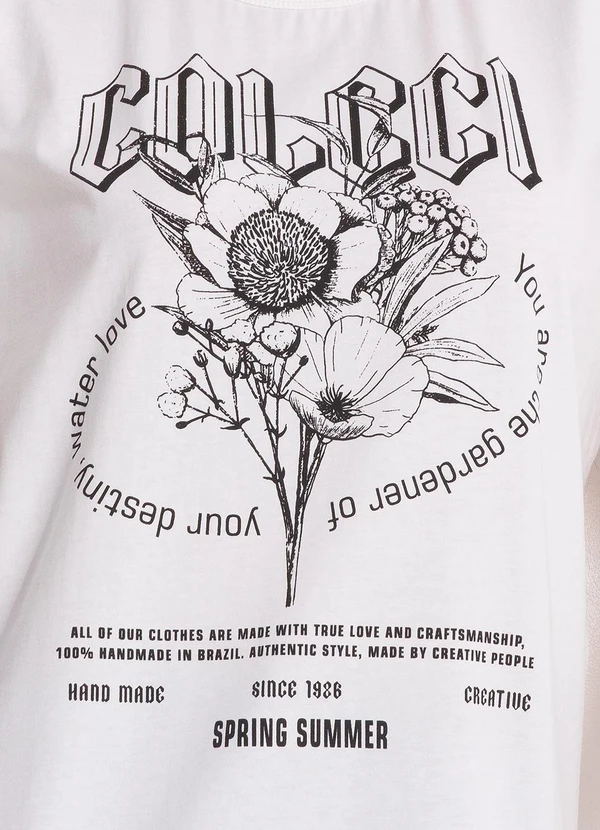 COLCCI
You are the gardener of your destiny, water love
ALL OF OUR CLOTHES ARE MADE WITH TRUE LOVE AND CRAFTSMANSHIP,
100% HANDMADE IN BRAZIL. AUTHENTIC STYLE, MADE BY CREATIVE PEOPLE
HAND MADE
SINCE 1986
CREATIVE
SPRING SUMMER